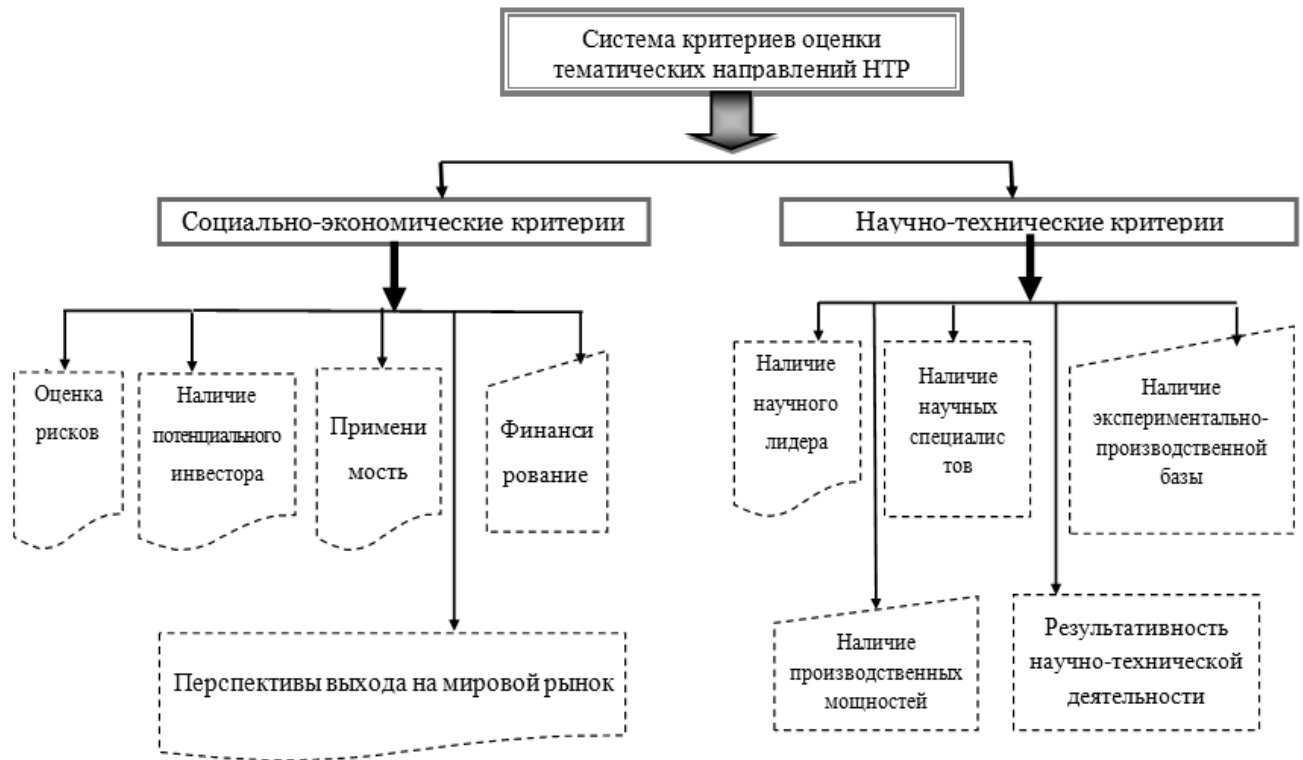 Система критериев оценки
тематических направлений НТР
Социально-экономические критерии
Научно-технические критерии
Оценка
рисков
Наличие
потенциального
инвестора
Примени
мость
Финанси
рование
Перспективы выхода на мировой рынок
Наличие
научного
лидера
Наличие
научных
специалис
тов
Наличие
экспериментально-
производственной
базы
Наличие
производственных
мощностей
Результативность
научно-технической
деятельности